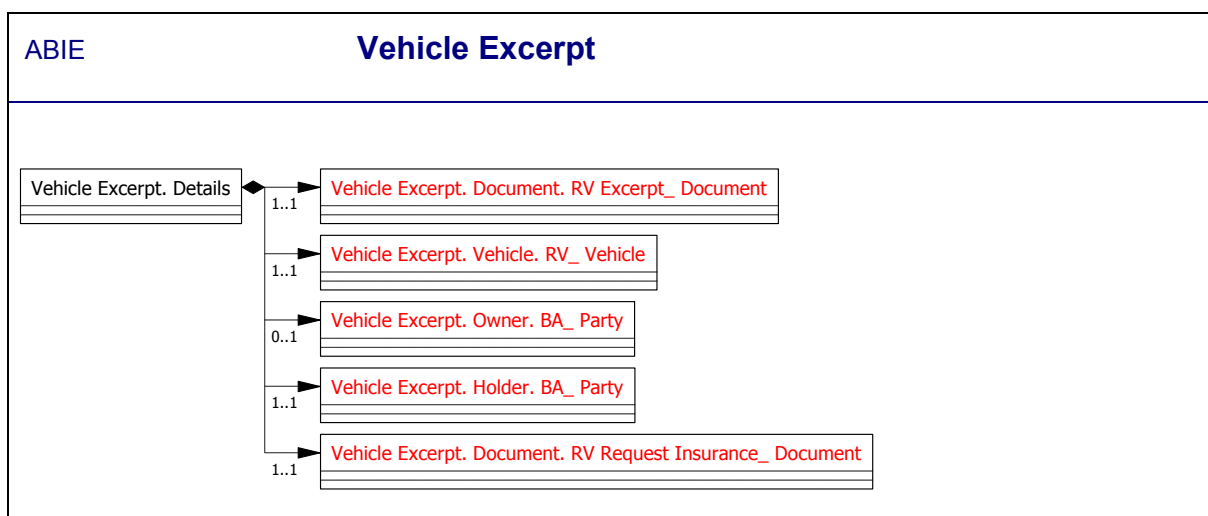 ABIE
Vehicle Excerpt
Vehicle Excerpt. Details
Vehicle Excerpt. Document. RV Excerpt_ Document
1..1
Vehicle Excerpt. Vehicle. RV_ Vehicle
1..1
Vehicle Excerpt. Owner. BA_ Party
0..1
Vehicle Excerpt. Holder. BA_ Party
1..1
Vehicle Excerpt. Document. RV Request Insurance_ Document
1..1